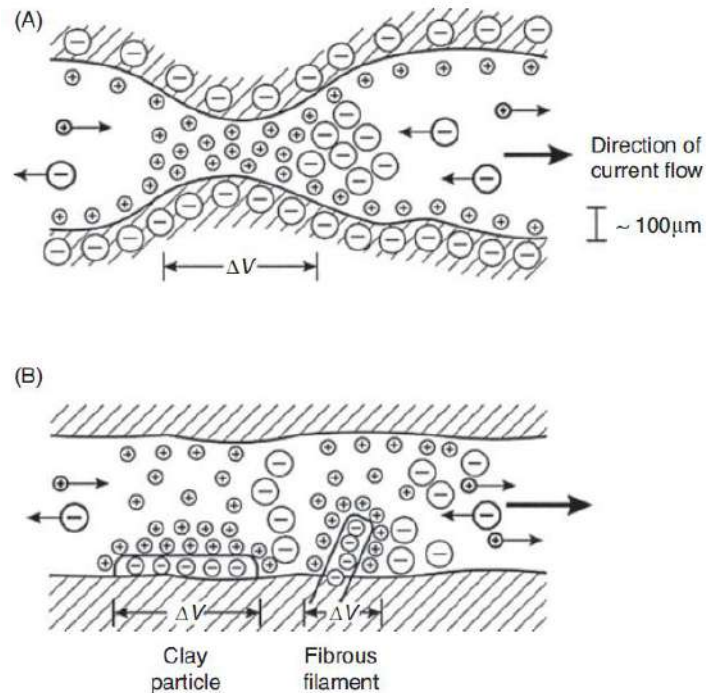 (A)
Direction of
current flow
~ 100μm
ΔV
(B)
ΔV
ΔV
Clay
particle
Fibrous
filament